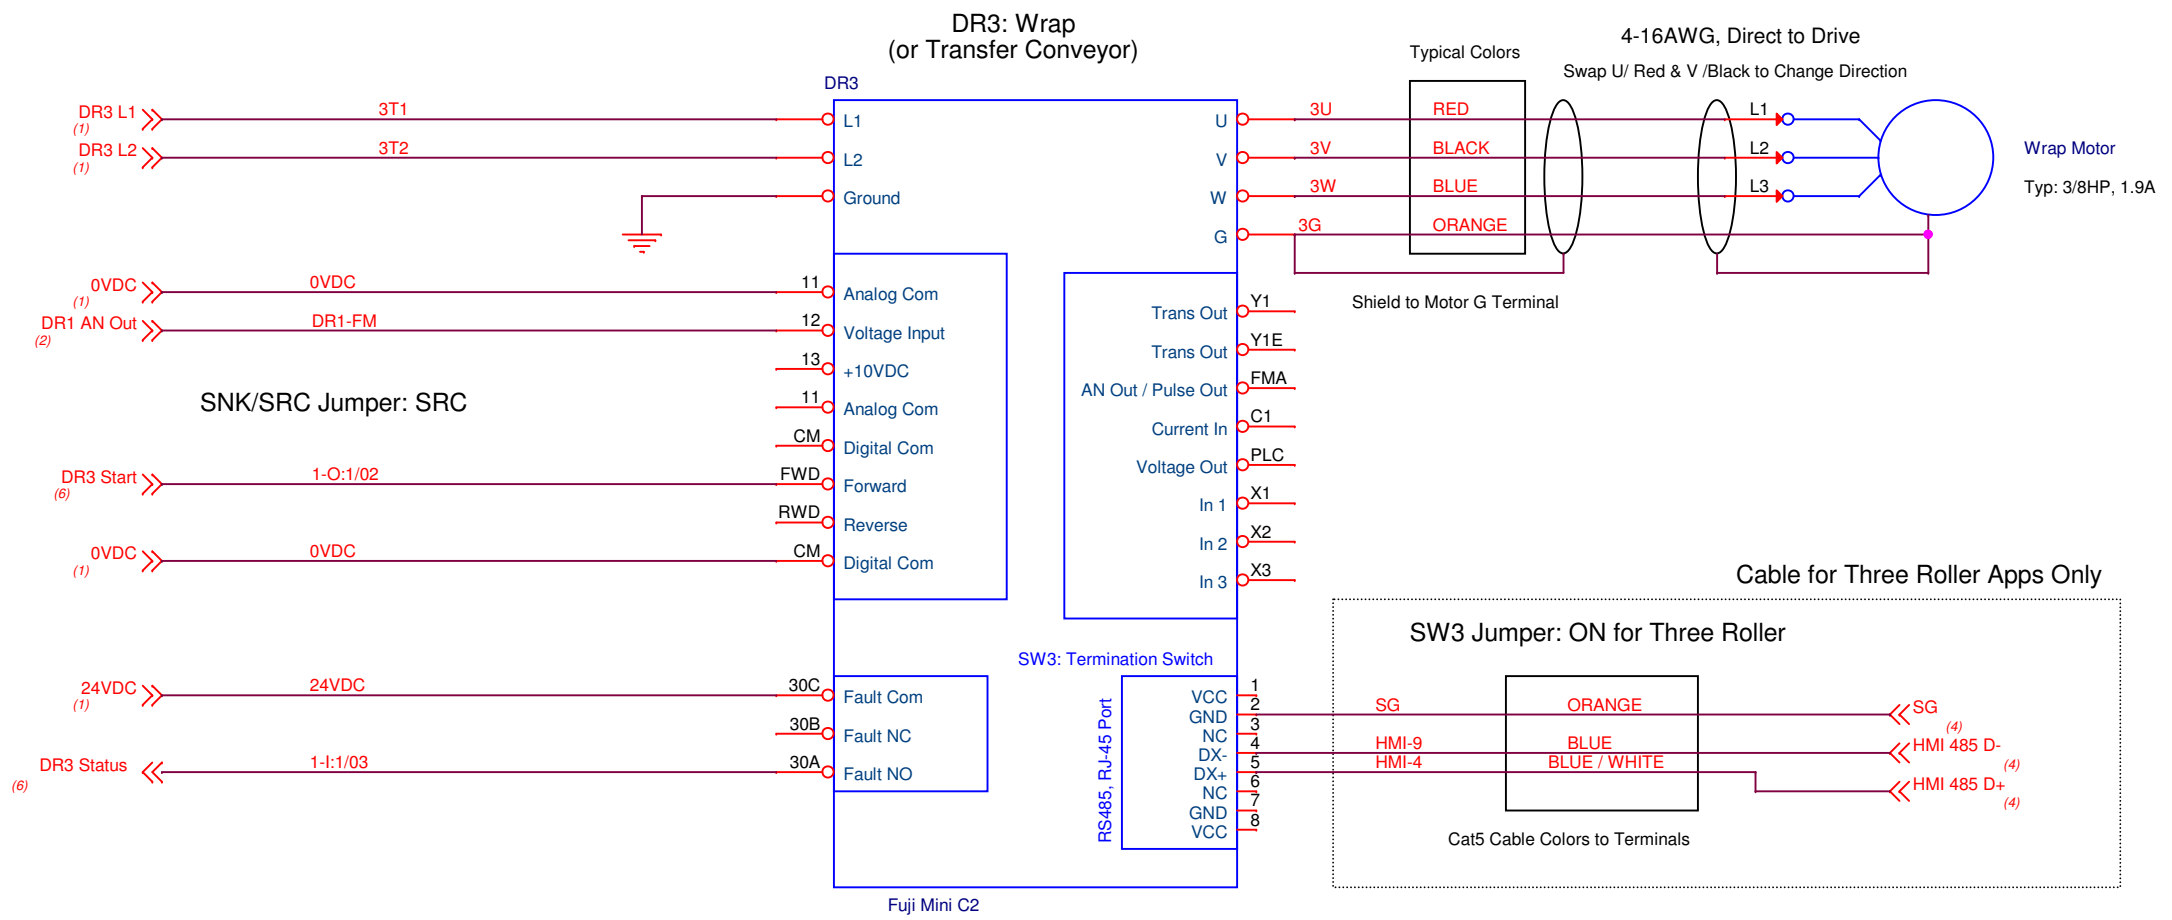 DR3: Wrap
(or Transfer Conveyor)
4-16AWG, Direct to Drive
Typical Colors
Swap U/ Red & V /Black to Change Direction
DR3
DR3 L1
(1)
3T1
L1
U
3U
RED
L1
DR3 L2
(1)
3T2
L2
V
3V
BLACK
L2
Wrap Motor
Ground
W
3W
BLUE
L3
Typ: 3/8HP, 1.9A
G
3G
ORANGE
0VDC
(1)
0VDC
11
Analog Com
Shield to Motor G Terminal
DR1 AN Out
(2)
DR1-FM
12
Voltage Input
13
+10VDC
11
Analog Com
CM
Digital Com
SNK/SRC Jumper: SRC
DR3 Start
(6)
1-O:1/02
FWD
Forward
RWD
Reverse
0VDC
(1)
0VDC
CM
Digital Com
Trans Out
Y1
Trans Out
Y1E
AN Out / Pulse Out
FMA
Current In
C1
Voltage Out
PLC
In 1
X1
In 2
X2
In 3
X3
24VDC
(1)
24VDC
30C
Fault Com
30B
Fault NC
DR3 Status
(6)
1-I:1/03
30A
Fault NO
Cable for Three Roller Apps Only
SW3 Jumper: ON for Three Roller
SW3: Termination Switch
RS485, RJ-45 Port
VCC
1
GND
2
NC
3
DX-
4
DX+
5
NC
6
GND
7
VCC
8
SG
ORANGE
SG
(4)
HMI-9
BLUE
HMI 485 D-
(4)
HMI-4
BLUE / WHITE
HMI 485 D+
(4)
Cat5 Cable Colors to Terminals
Fuji Mini C2